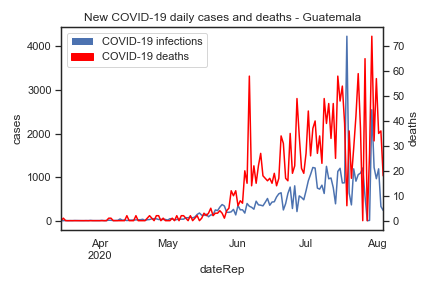 New COVID-19 daily cases and deaths - Guatemala
COVID-19 infections
COVID-19 deaths
4000
3000
2000
1000
0
cases
70
60
50
40
30
20
10
0
deaths
Apr
2020
May
Jun
Jul
Aug
dateRep